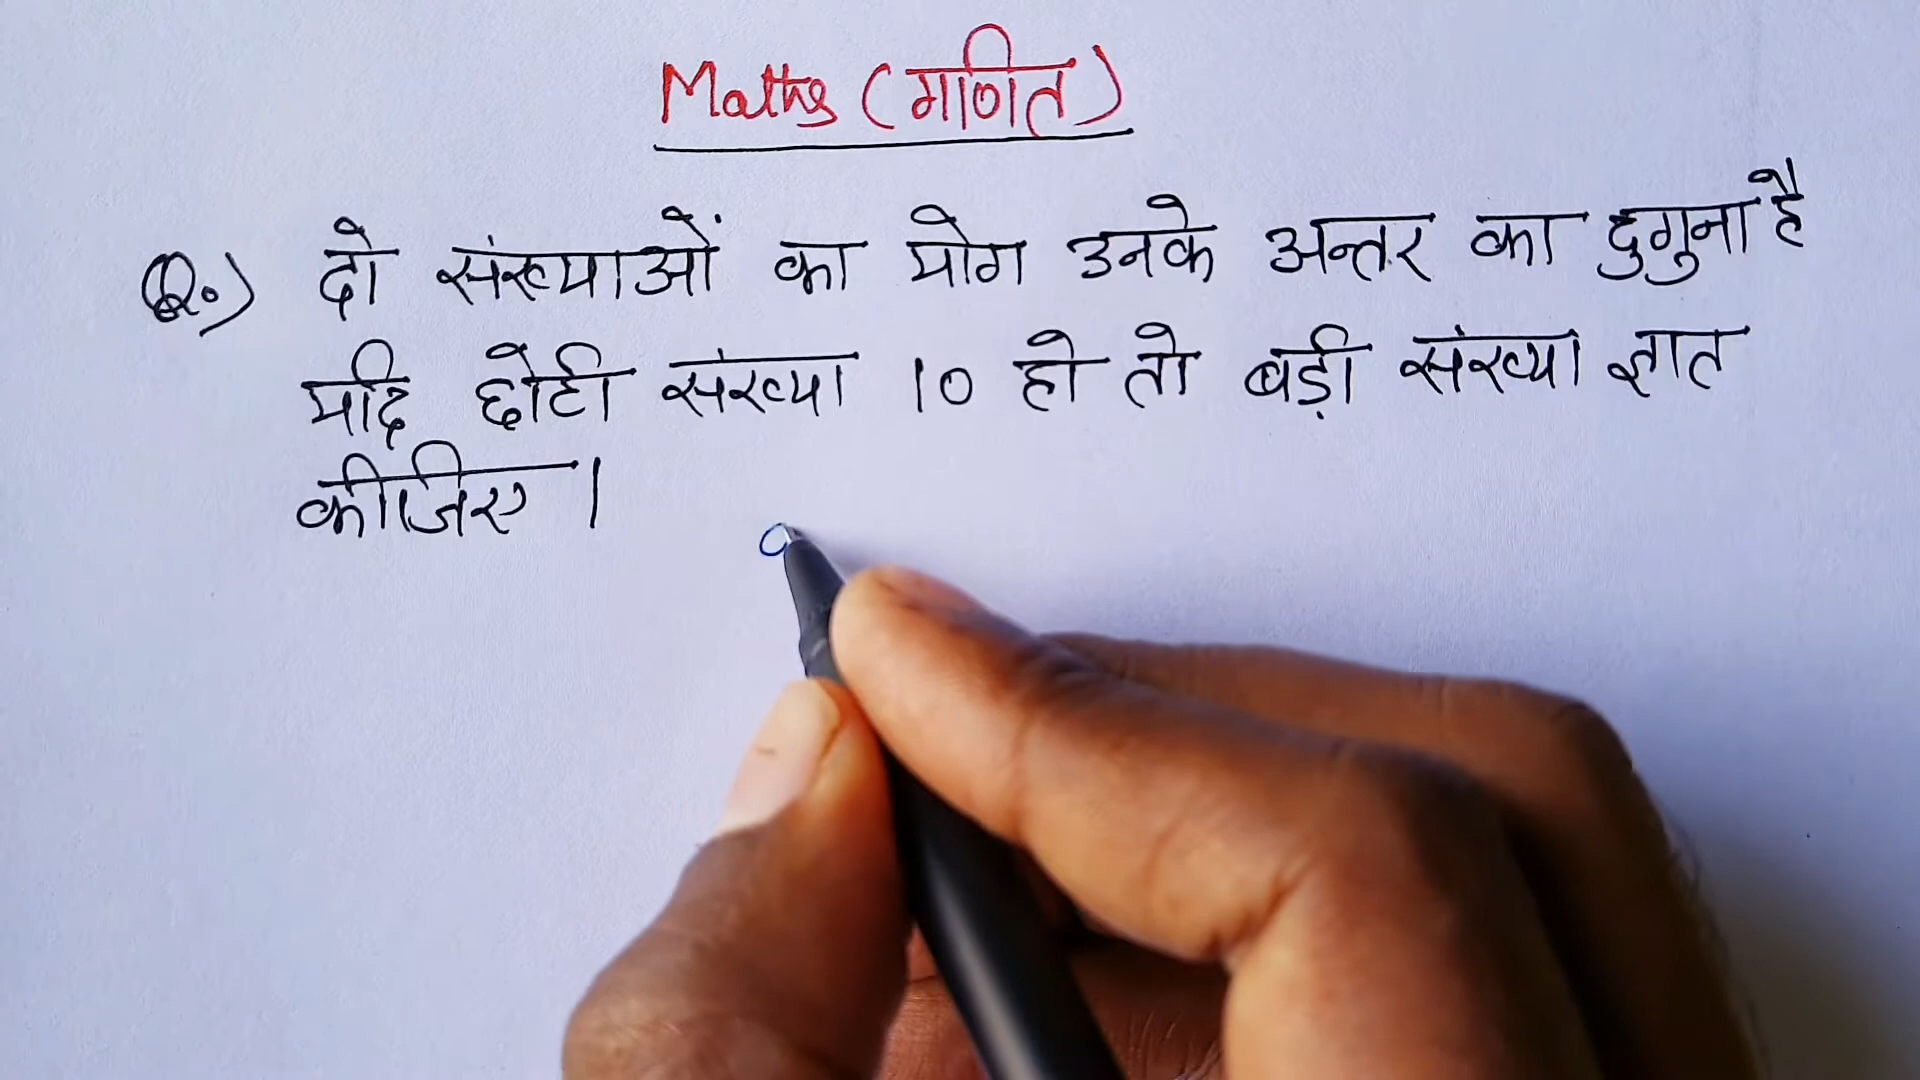 Maths (गणित)
Q.) दो संख्याओं का योग उनके अन्तर का दुगुना है
यदि छोटी संख्या 10 हो तो बड़ी संख्या ज्ञात
कीजिए।